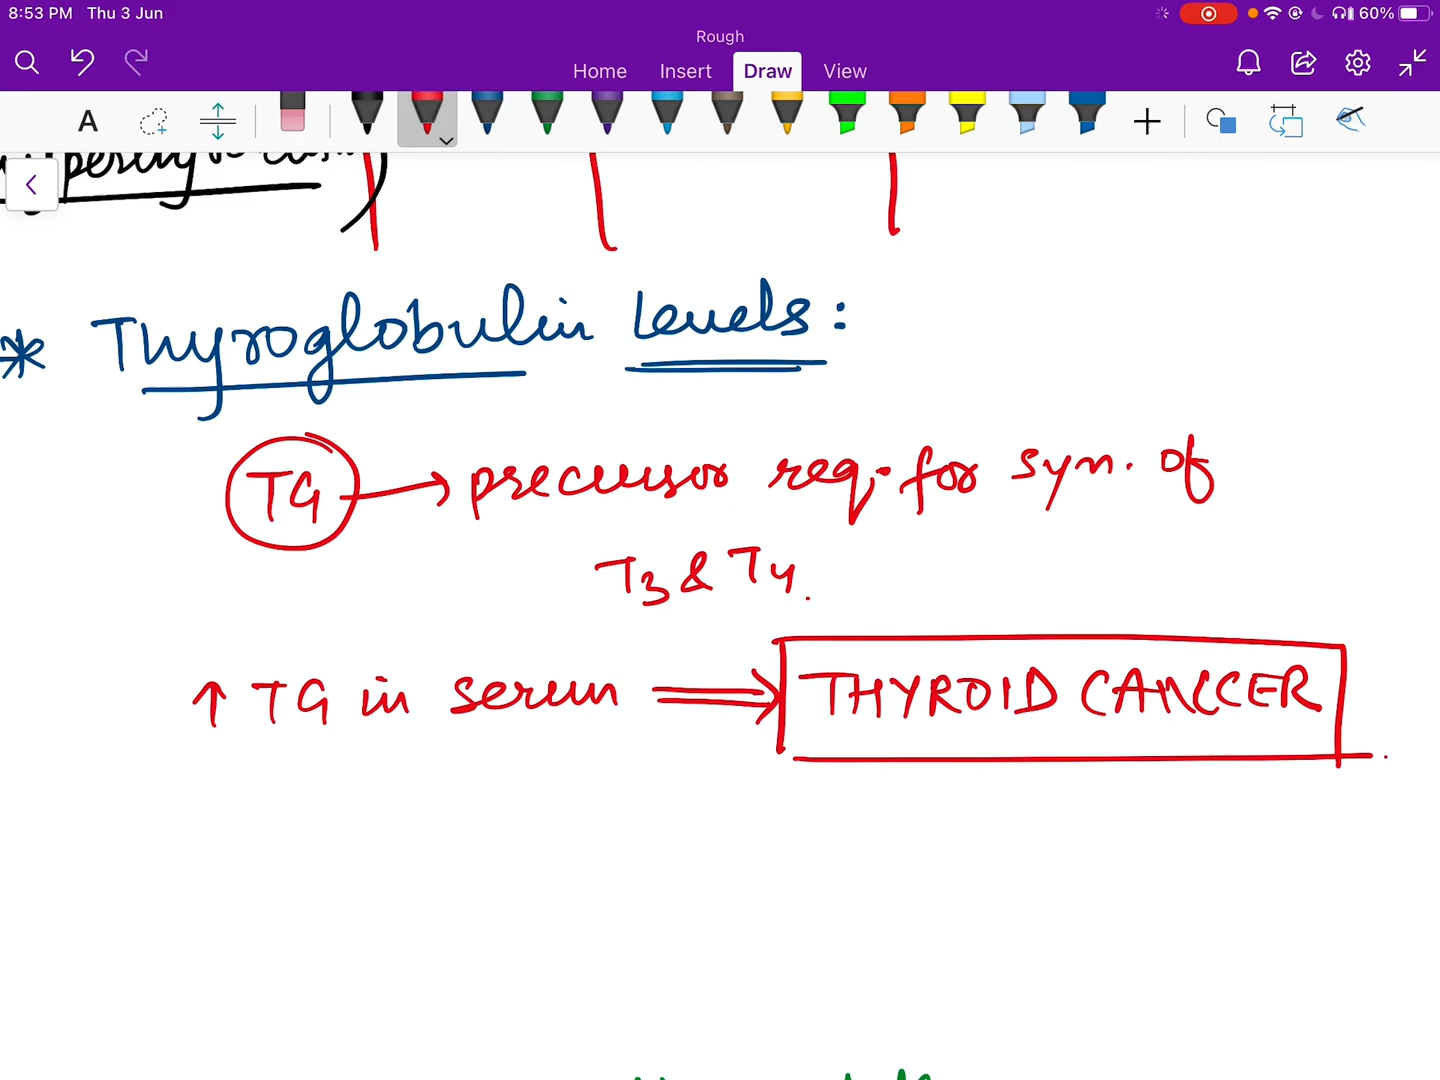 8:53 PM Thu 3 Jun 60%
Rough
Home Insert Draw View
A
* Thyroglobulin Levels:
TG → precursor req. for syn. of
T3 & T4.
↑ TG in serum ⇒ THYROID CANCER